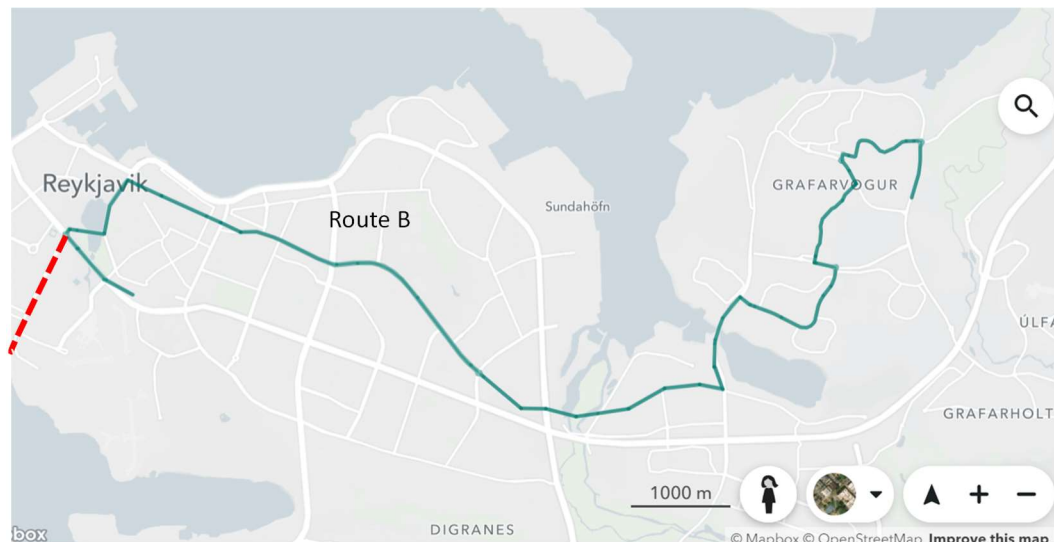 Reykjavik
GRAFARVOGUR
Sundahöfn
Route B
ÚLFA
GRAFARHOLT
1000 m
DIGRANES
box
© Mapbox © OpenStreetMap Improve this map